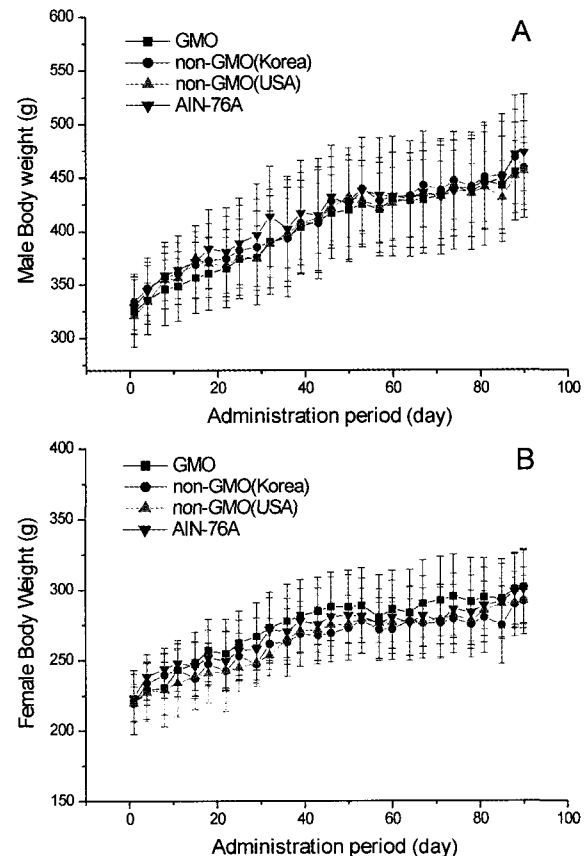 A
GMO
non-GMO(Korea)
non-GMO(USA)
AIN-76A
600
550
500
450
400
350
300
Male Body weight (g)
0 20 40 60 80 100
Administration period (day)
B
GMO
non-GMO(Korea)
non-GMO(USA)
AIN-76A
400
350
300
250
200
150
Female Body Weight (g)
0 20 40 60 80 100
Administration period (day)